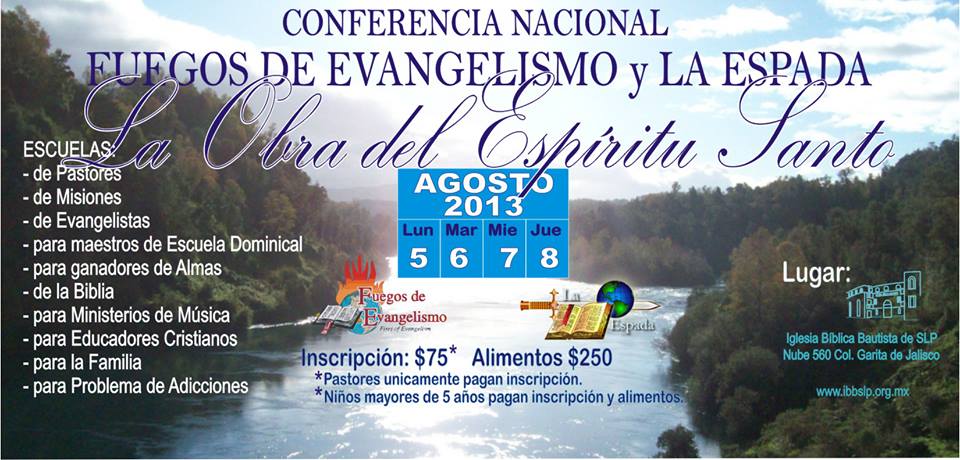 CONFERENCIA NACIONAL
FUEGOS DE EVANGELISMO y LA ESPADA
La Obra del Espíritu Santo
ESCUELAS:
- de Pastores
- de Misiones
- de Evangelistas
- para maestros de Escuela Dominical
- para ganadores de Almas
- de la Biblia
- para Ministerios de Música
- para Educadores Cristianos
- para la Familia
- para Problema de Adicciones
AGOSTO
2013
Lun Mar Mie Jue
5 6 7 8
Fuegos de
Evangelismo
Fires of Evangelism
La
Espada
Inscripción: $75* Alimentos $250
*Pastores unicamente pagan inscripción.
*Niños mayores de 5 años pagan inscripción y alimentos.
Lugar:
Iglesia Bíblica Bautista de SLP
Nube 560 Col. Garita de Jalisco
www.ibbslp.org.mx